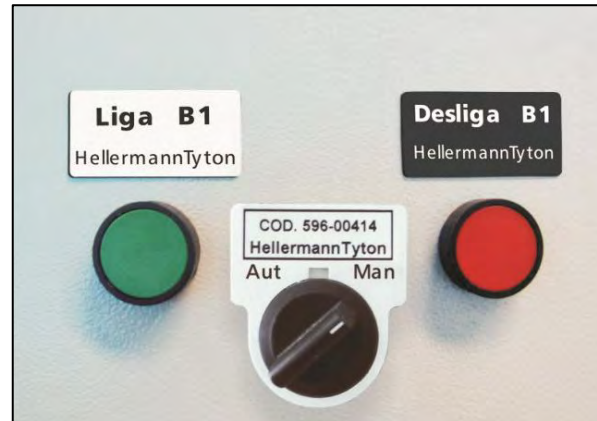 Liga B1
HellermannTyton
Desliga B1
HellermannTyton
COD. 596-00414
HellermannTyton
Aut Man